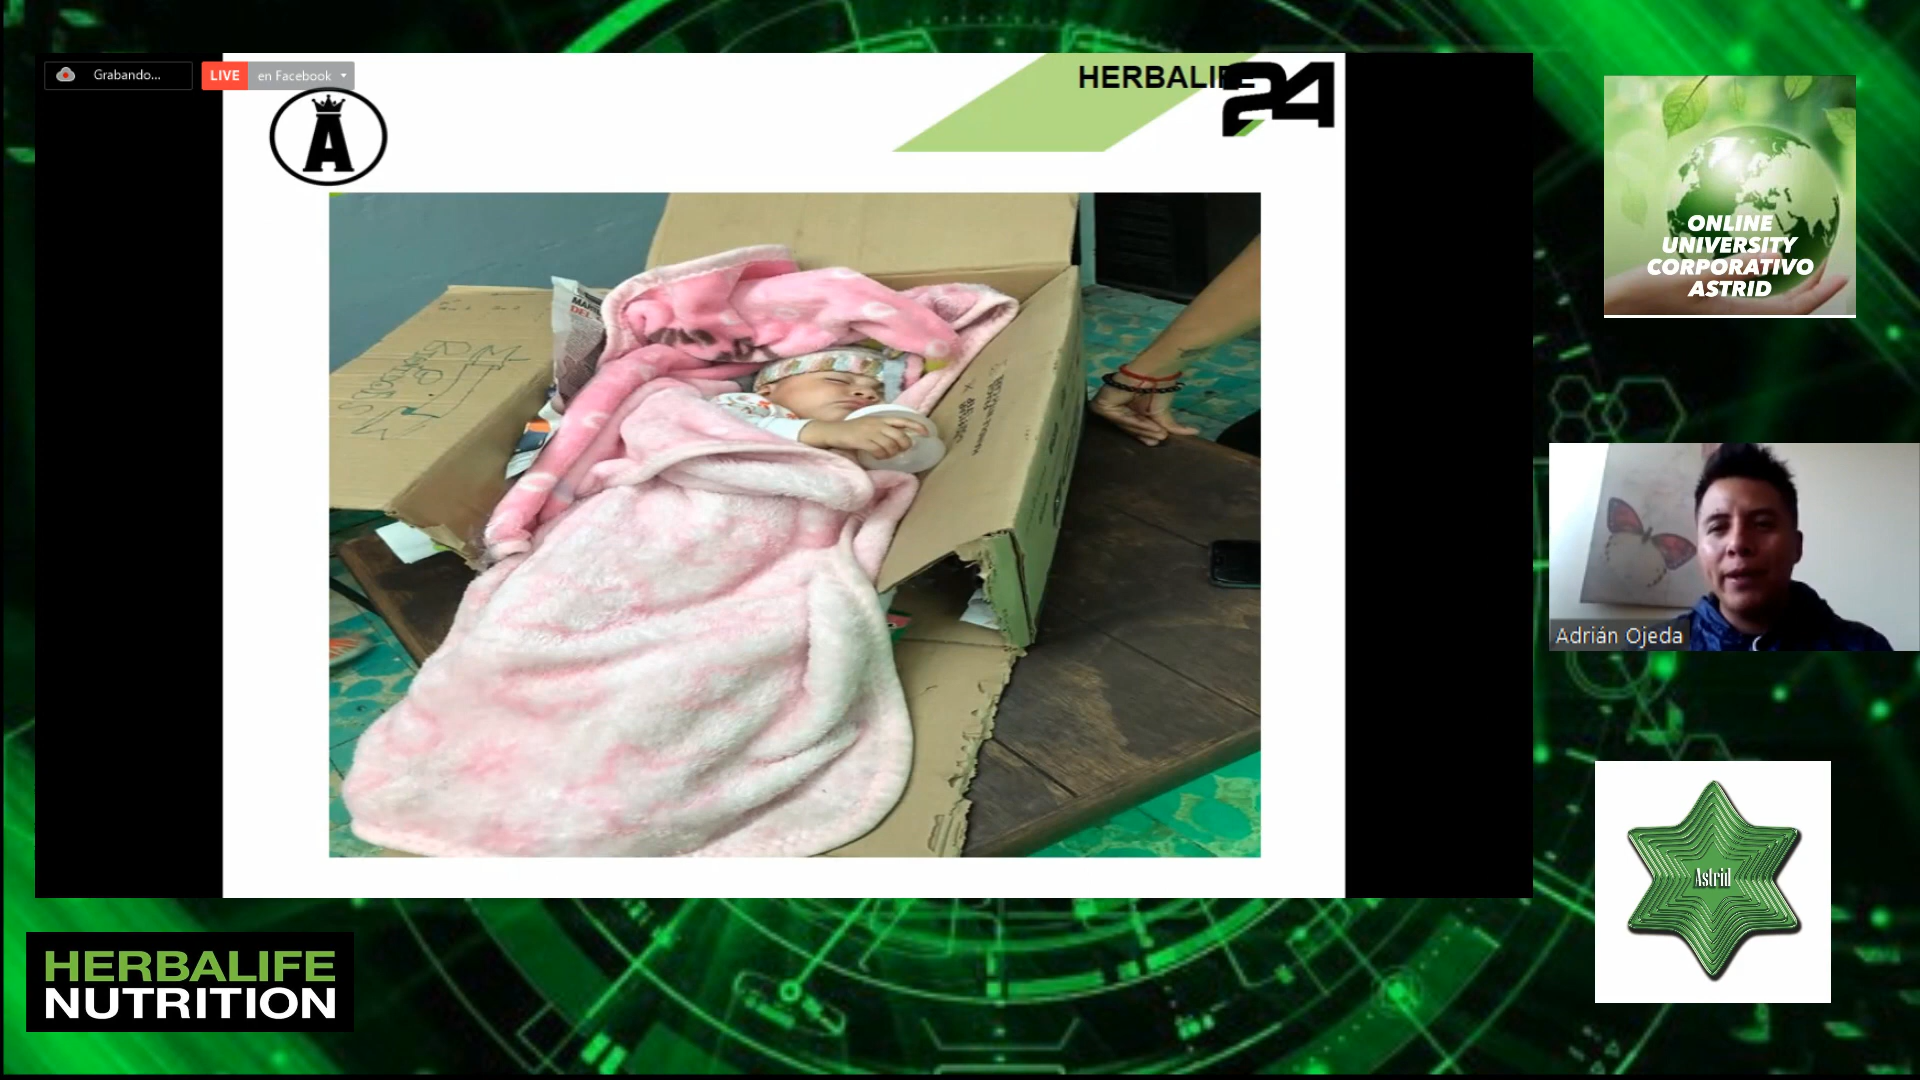 Grabando...
LIVE en Facebook
A
HERBALIFE
24
ONLINE
UNIVERSITY
CORPORATIVO
ASTRID
Adrián Ojeda
Astrid
HERBALIFE
NUTRITION